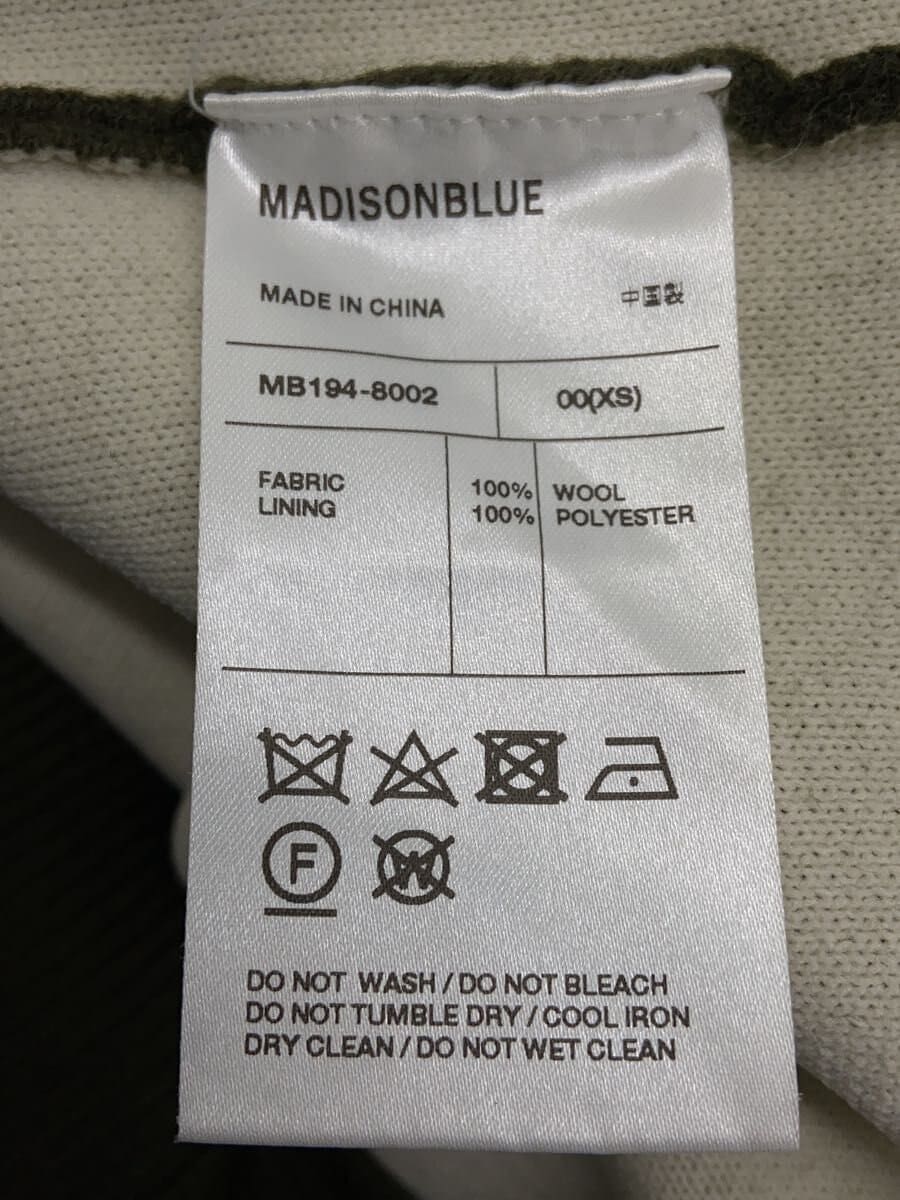 MADISONBLUE
MADE IN CHINA 中国製
MB194-8002 00(XS)
FABRIC 100% WOOL
LINING 100% POLYESTER
F
W
DO NOT WASH / DO NOT BLEACH
DO NOT TUMBLE DRY / COOL IRON
DRY CLEAN / DO NOT WET CLEAN